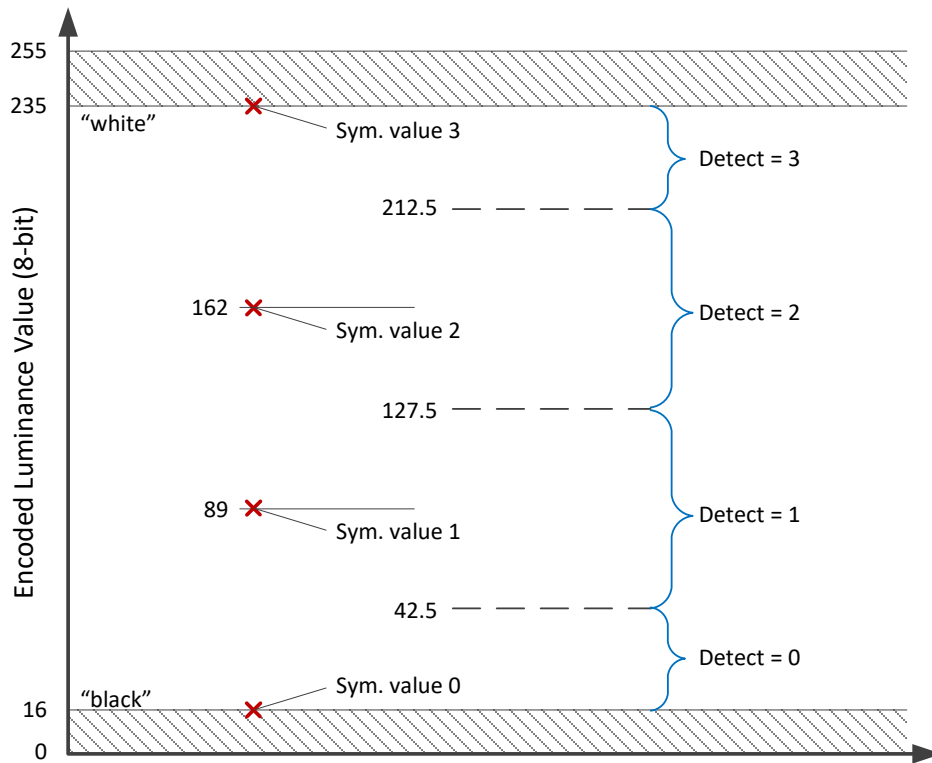 255
235
“white”
Sym. value 3
Detect = 3
212.5
162
Sym. value 2
Detect = 2
127.5
89
Sym. value 1
Detect = 1
42.5
Detect = 0
Sym. value 0
“black”
16
0
Encoded Luminance Value (8-bit)